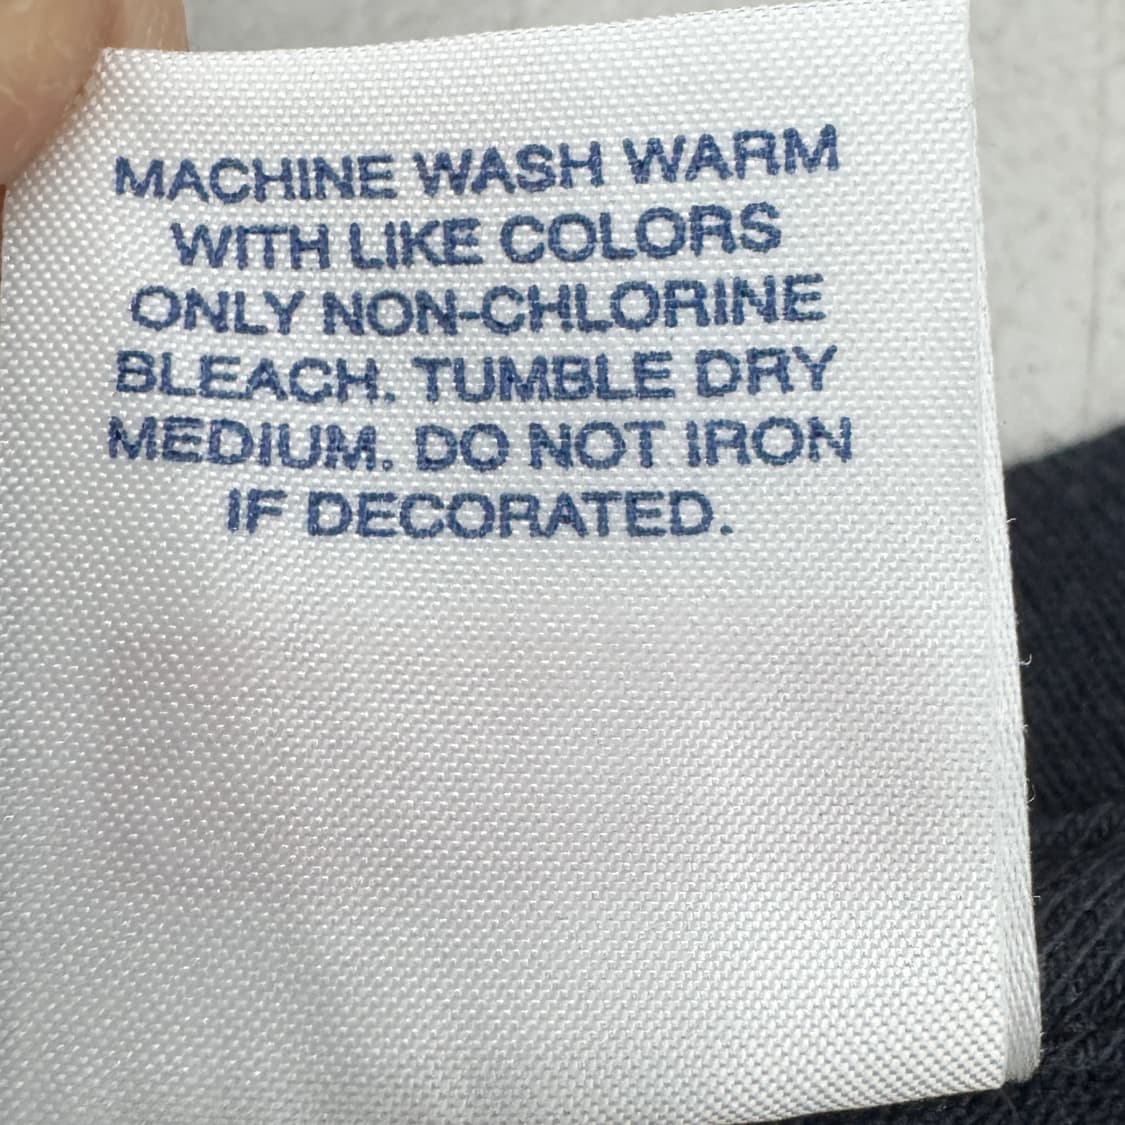 MACHINE WASH WARM
WITH LIKE COLORS
ONLY NON-CHLORINE
BLEACH. TUMBLE DRY
MEDIUM. DO NOT IRON
IF DECORATED.